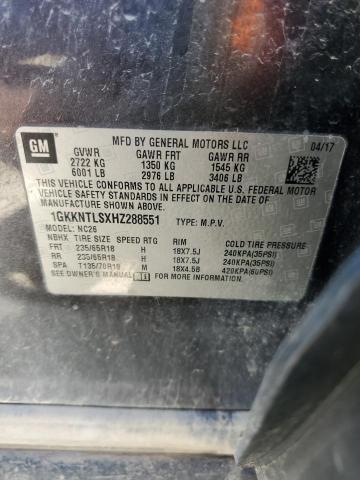 GM
MFD BY GENERAL MOTORS LLC 04/17
GVWR GAWR FRT GAWR RR
2722 KG 1350 KG 1545 KG
6001 LB 2976 LB 3406 LB
THIS VEHICLE CONFORMS TO ALL APPLICABLE U.S. FEDERAL MOTOR
VEHICLE SAFETY STANDARDS IN EFFECT ON THE DATE OF
MANUFACTURE SHOWN ABOVE.
1GKKNTLSXHZ288551 TYPE: M.P.V.
MODEL: NC26
NBHX TIRE SIZE SPEED RTG RIM COLD TIRE PRESSURE
FRT 235/65R18 H 18X7.5J 240KPA(35PSI)
RR 235/65R18 H 18X7.5J 240KPA(35PSI)
SPA T135/70R18 M 18X4.5B 420KPA(60PSI)
SEE OWNER'S MANUAL